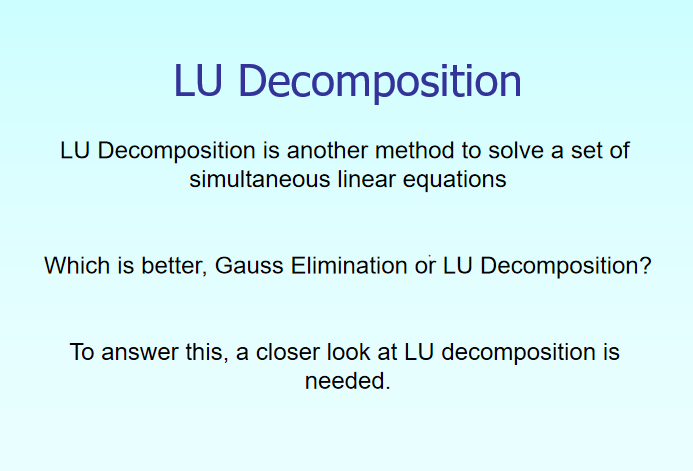 LU Decomposition
LU Decomposition is another method to solve a set of
simultaneous linear equations
Which is better, Gauss Elimination or LU Decomposition?
To answer this, a closer look at LU decomposition is
needed.